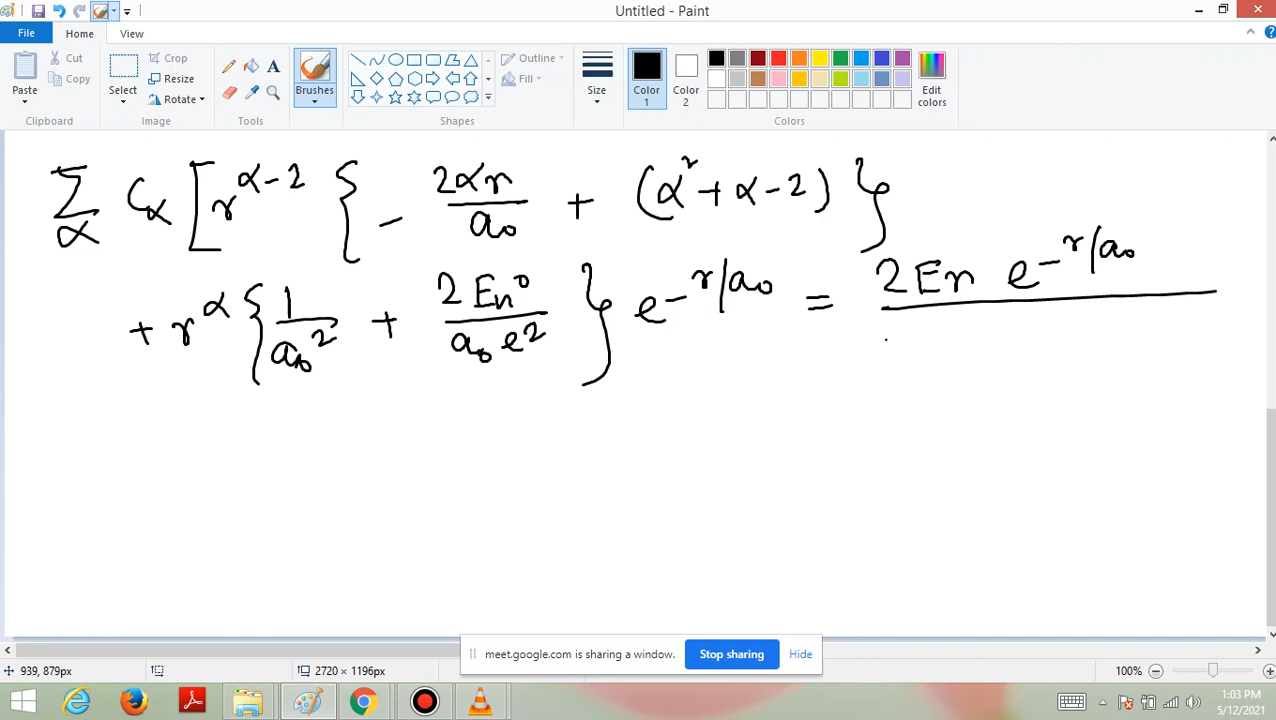 Untitled - Paint
File Home View
Paste Cut Copy Select Crop Resize Rotate Brushes Outline Fill Size Color 1 Color 2 Edit colors
Clipboard Image Tools Shapes Colors
∑_α C_α [ r^{α-2} { - 2αr/a₀ + (α² + α - 2) }
+ r^α { 1/a₀² + 2En⁰/a₀e² } e^{-r/a₀} = 2En e^{-r/a₀}
meet.google.com is sharing a window. Stop sharing Hide
939, 879px 2720 × 1196px 100%
1:03 PM
5/12/2021